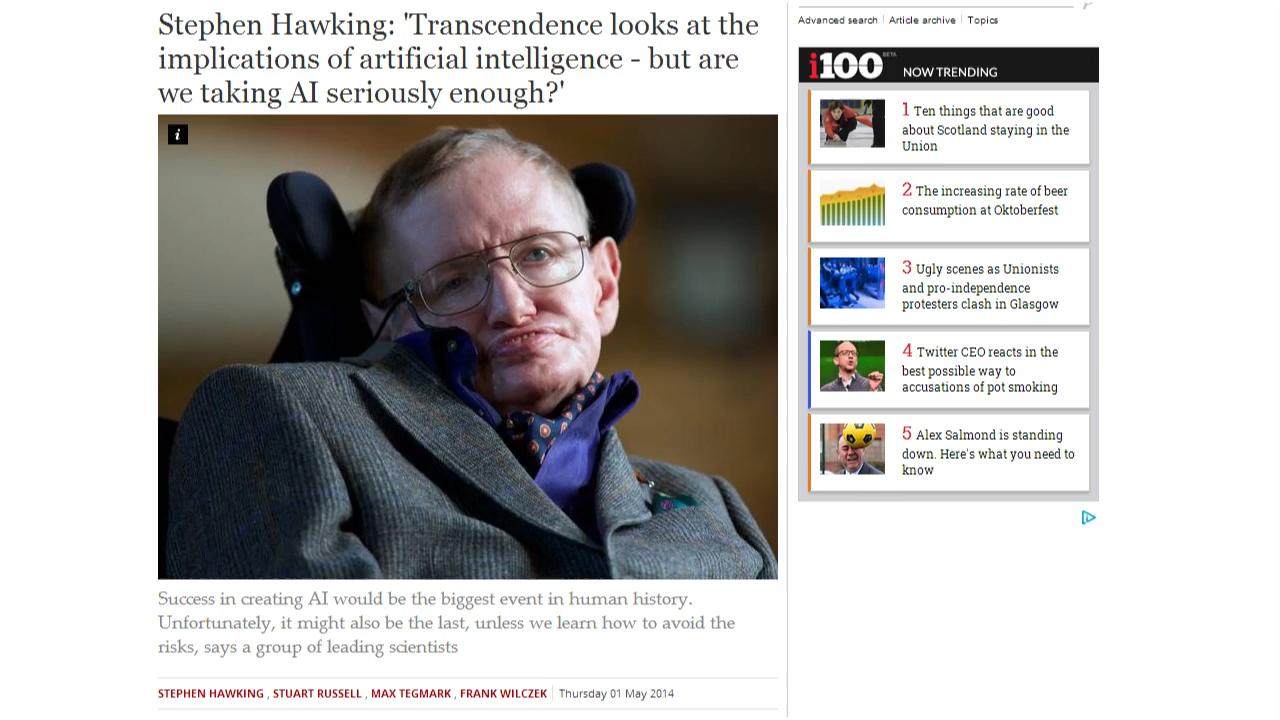 Stephen Hawking: 'Transcendence looks at the
implications of artificial intelligence - but are
we taking AI seriously enough?'
i
Success in creating AI would be the biggest event in human history.
Unfortunately, it might also be the last, unless we learn how to avoid the
risks, says a group of leading scientists
STEPHEN HAWKING , STUART RUSSELL , MAX TEGMARK , FRANK WILCZEK Thursday 01 May 2014
Advanced search Article archive Topics
i100 BETA NOW TRENDING
1 Ten things that are good
about Scotland staying in the
Union
2 The increasing rate of beer
consumption at Oktoberfest
3 Ugly scenes as Unionists
and pro-independence
protesters clash in Glasgow
4 Twitter CEO reacts in the
best possible way to
accusations of pot smoking
5 Alex Salmond is standing
down. Here's what you need to
know